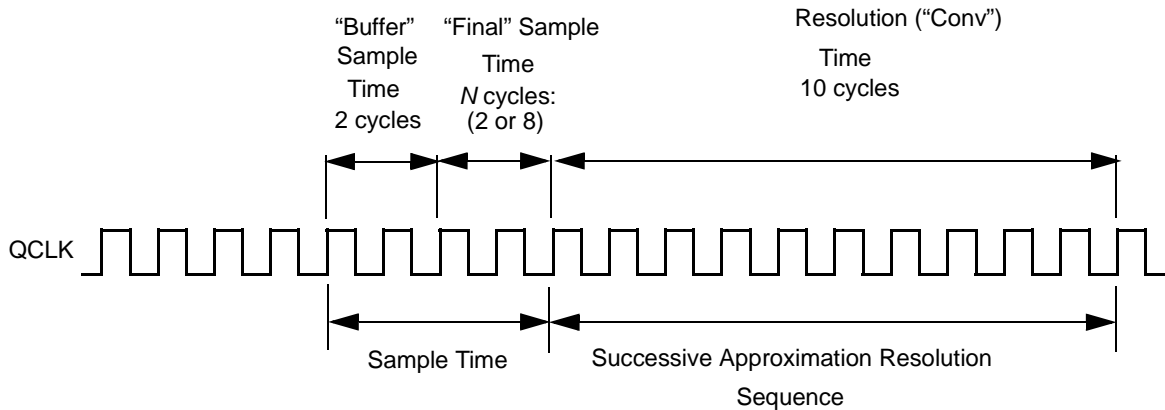 “Buffer”
Sample
Time
2 cycles
“Final” Sample
Time
N cycles:
(2 or 8)
Resolution (“Conv”)
Time
10 cycles
QCLK
Sample Time
Successive Approximation Resolution
Sequence